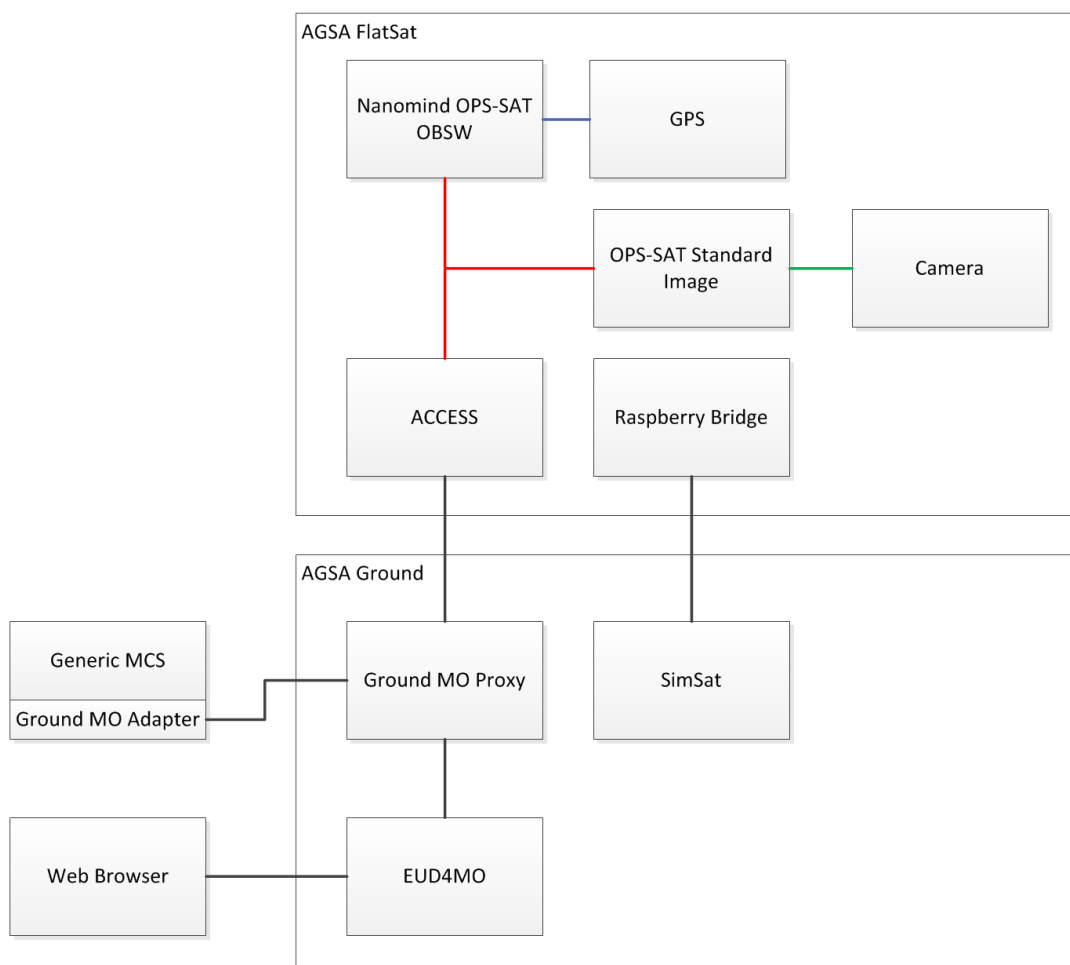 AGSA FlatSat
Nanomind OPS-SAT
OBSW
GPS
OPS-SAT Standard
Image
Camera
ACCESS
Raspberry Bridge
AGSA Ground
Generic MCS
Ground MO Adapter
Ground MO Proxy
SimSat
Web Browser
EUD4MO